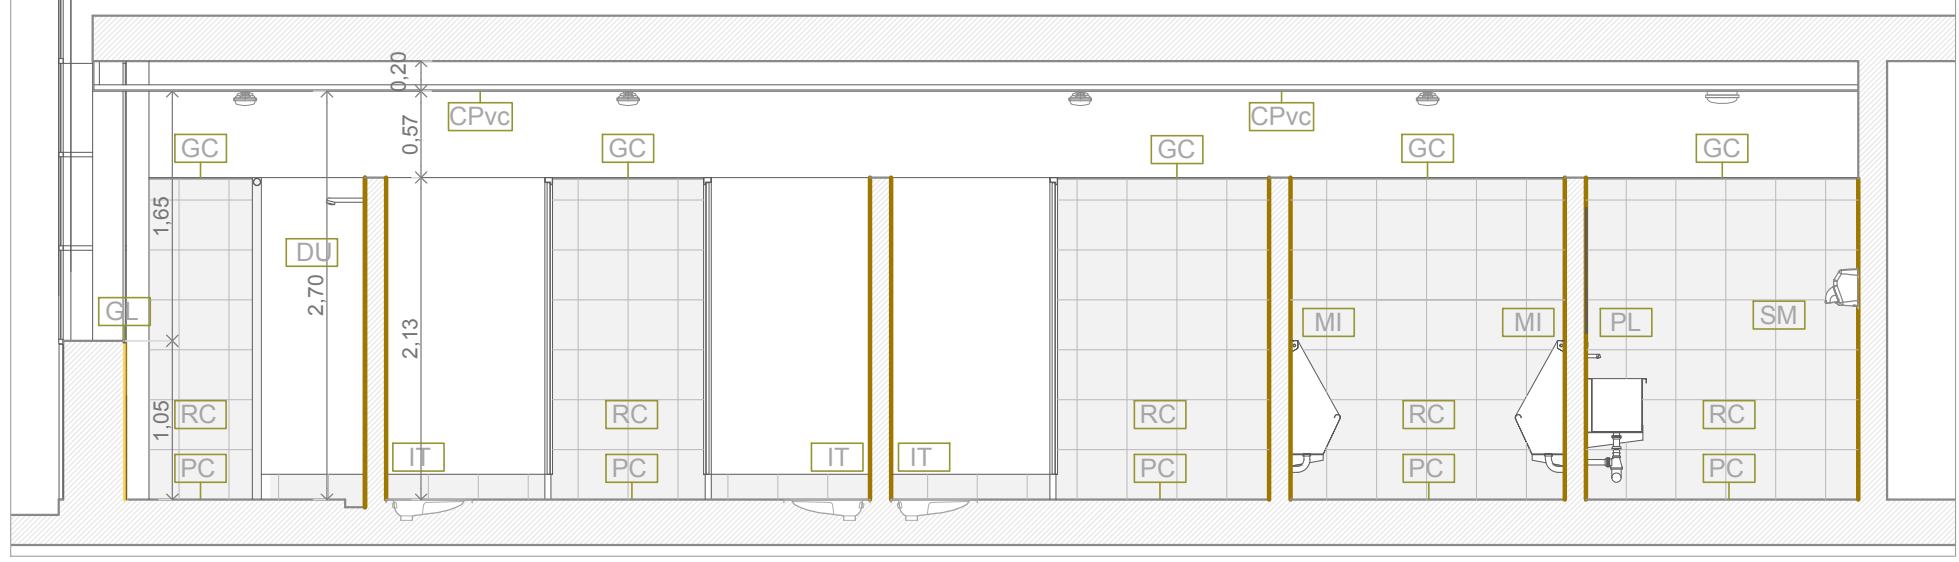 0,20
CPvc
CPvc
0,57
GC
GC
GC
GC
GC
1,65
DU
2,70
GL
2,13
MI
MI
PL
SM
1,05
RC
RC
RC
RC
RC
IT
IT
IT
PC
PC
PC
PC
PC